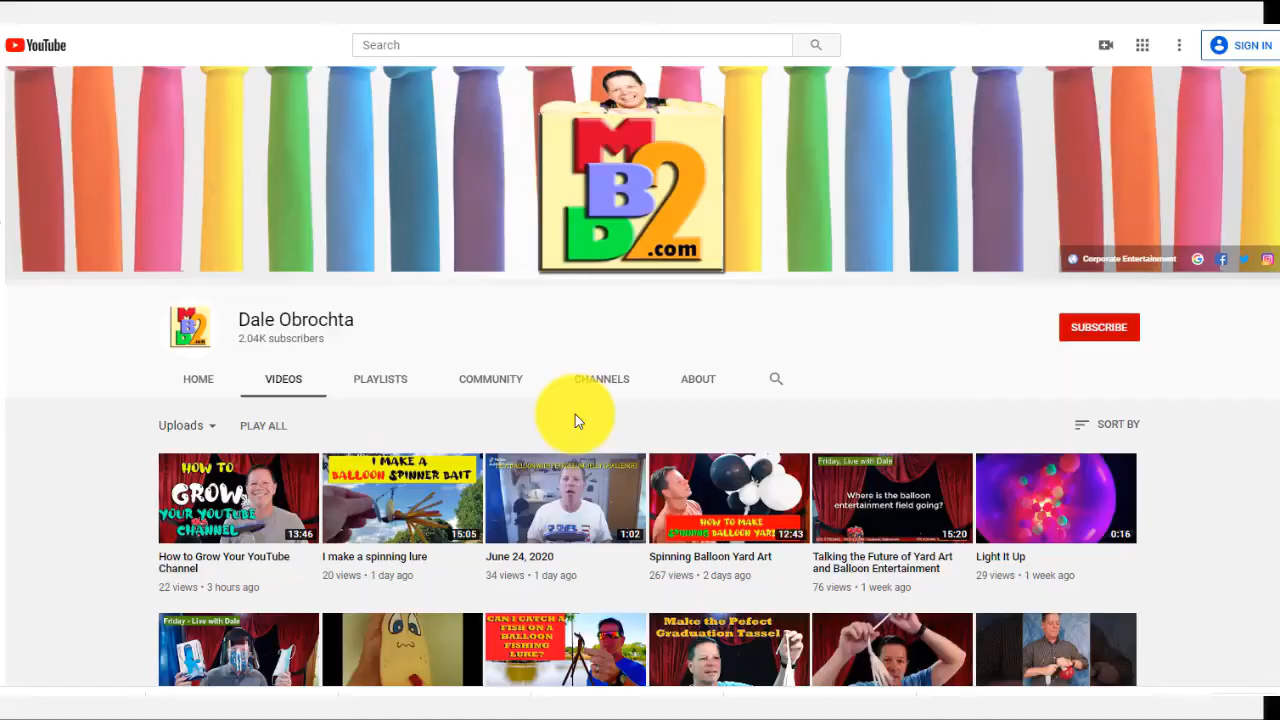 YouTube
Search
SIGN IN
MB2
D
.com
Corporate Entertainment
Dale Obrochta
2.04K subscribers
SUBSCRIBE
HOME
VIDEOS
PLAYLISTS
COMMUNITY
CHANNELS
ABOUT
Uploads
PLAY ALL
SORT BY
HOW TO
GROW
YOUR YOUTUBE
CHANNEL
13:46
How to Grow Your YouTube
Channel
22 views • 3 hours ago
I MAKE A
BALLOON SPINNER BAIT
15:05
I make a spinning lure
20 views • 1 day ago
1:02
June 24, 2020
34 views • 1 day ago
HOW TO MAKE
SPINNING BALLOON YARD
12:43
Spinning Balloon Yard Art
267 views • 2 days ago
Friday, Live with Dale
Where is the balloon
entertainment field going?
15:20
Talking the Future of Yard Art
and Balloon Entertainment
76 views • 1 week ago
0:16
Light It Up
29 views • 1 week ago
Friday - Live with Dale
CAN I CATCH A
FISH ON A
BALLOON
FISHING
LURE?
Make the Pefect
Graduation Tassel